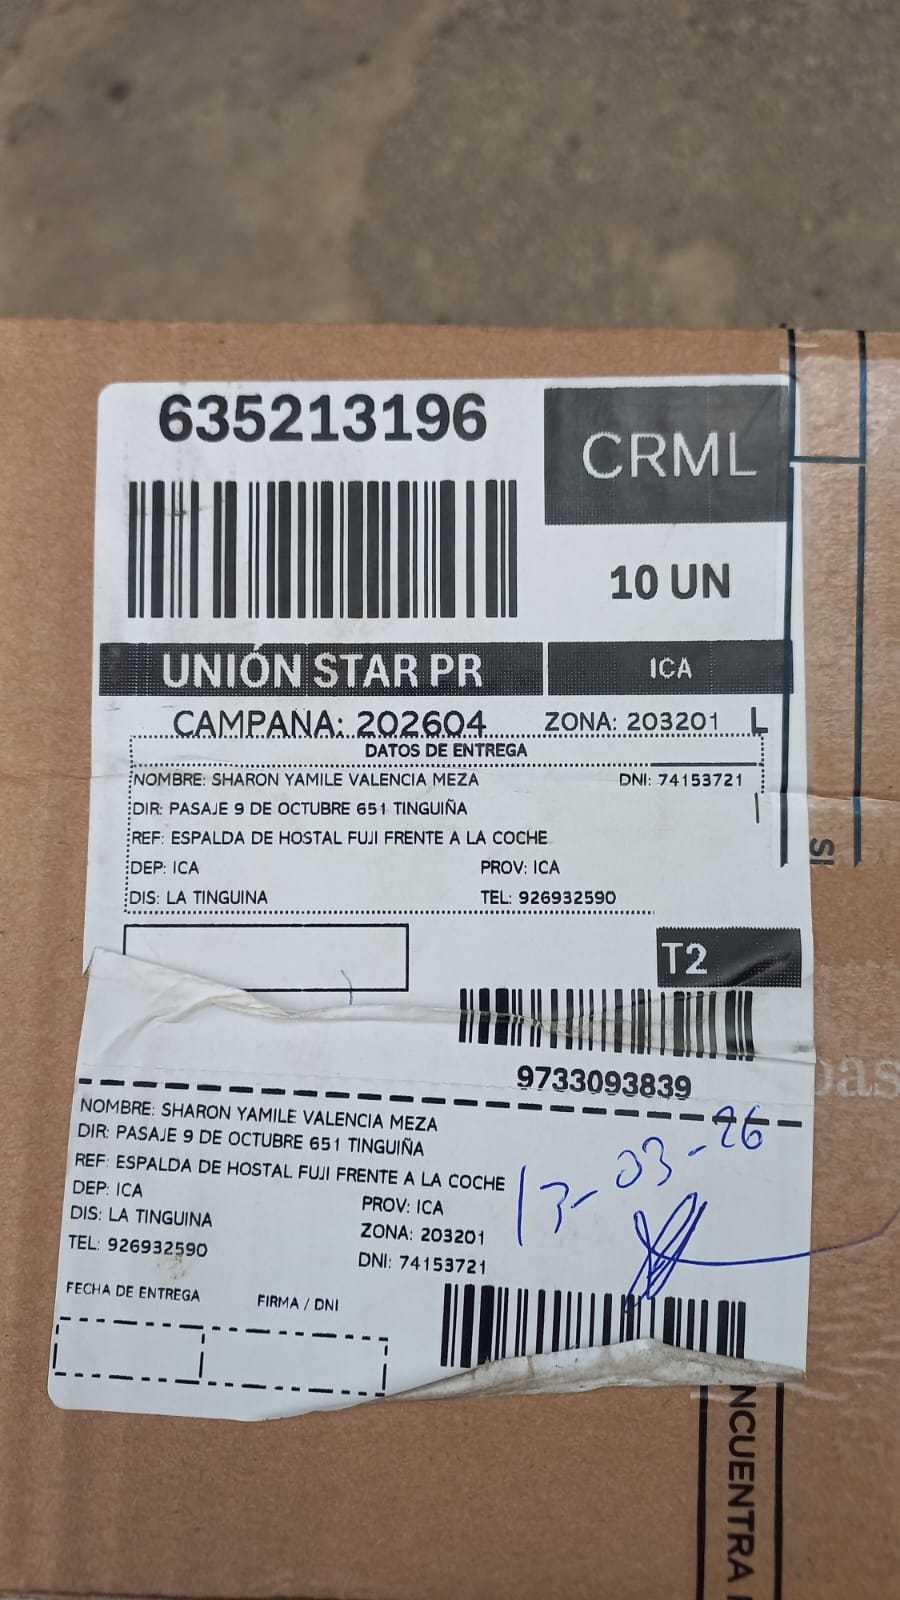 635213196
CRML
10 UN
UNIÓN STAR PR
ICA
CAMPANA: 202604
ZONA: 203201
L
DATOS DE ENTREGA
NOMBRE: SHARON YAMILE VALENCIA MEZA
DNI: 74153721
DIR: PASAJE 9 DE OCTUBRE 651 TINGUIÑA
REF: ESPALDA DE HOSTAL FUJI FRENTE A LA COCHE
DEP: ICA
PROV: ICA
DIS: LA TINGUINA
TEL: 926932590
T2
9733093839
NOMBRE: SHARON YAMILE VALENCIA MEZA
DIR: PASAJE 9 DE OCTUBRE 651 TINGUIÑA
REF: ESPALDA DE HOSTAL FUJI FRENTE A LA COCHE
DEP: ICA
PROV: ICA
DIS: LA TINGUINA
ZONA: 203201
TEL: 926932590
DNI: 74153721
13-03-26
FECHA DE ENTREGA
FIRMA / DNI
SI
NCUENTRA